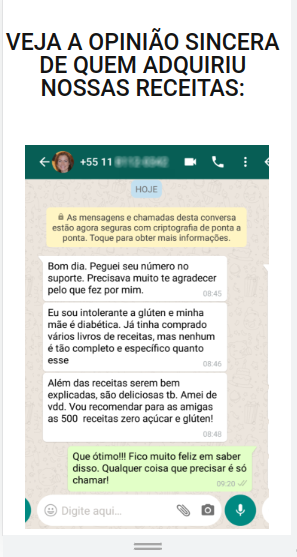 VEJA A OPINIÃO SINCERA
DE QUEM ADQUIRIU
NOSSAS RECEITAS:
+55 11
HOJE
As mensagens e chamadas desta conversa
estão agora seguras com criptografia de ponta a
ponta. Toque para obter mais informações.
Bom dia. Peguei seu número no
suporte. Precisava muito te agradecer
pelo que fez por mim.
08:45
Eu sou intolerante a glúten e minha
mãe é diabética. Já tinha comprado
vários livros de receitas, mas nenhum
é tão completo e específico quanto
esse
08:46
Além das receitas serem bem
explicadas, são deliciosas tb. Amei de
vdd. Vou recomendar para as amigas
as 500 receitas zero açúcar e glúten!
08:48
Que ótimo!!! Fico muito feliz em saber
disso. Qualquer coisa que precisar é só
chamar!
09:20
Digite aqui...